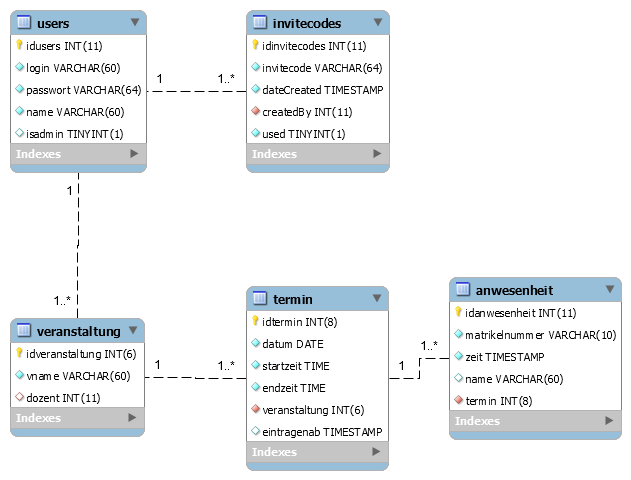 users
idusers INT(11)
login VARCHAR(60)
passwort VARCHAR(64)
name VARCHAR(60)
isadmin TINYINT(1)
Indexes
1
1..*
invitecodes
idinvitecodes INT(11)
invitecode VARCHAR(64)
dateCreated TIMESTAMP
createdBy INT(11)
used TINYINT(1)
Indexes
1
1..*
veranstaltung
idveranstaltung INT(6)
vname VARCHAR(60)
dozent INT(11)
Indexes
1
1..*
termin
idtermin INT(8)
datum DATE
startzeit TIME
endzeit TIME
veranstaltung INT(6)
eintragenab TIMESTAMP
Indexes
1
1..*
anwesenheit
idanwesenheit INT(11)
matrikelnummer VARCHAR(10)
zeit TIMESTAMP
name VARCHAR(60)
termin INT(8)
Indexes